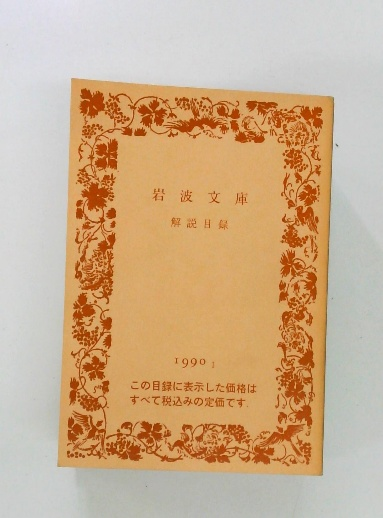 岩波文庫
解説目録
1990 1
この目録に表示した価格は
すべて税込みの定価です.